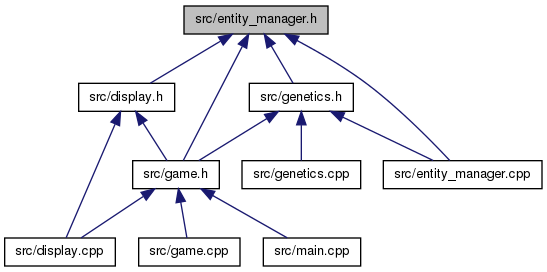 src/entity_manager.h
src/display.h
src/genetics.h
src/game.h
src/genetics.cpp
src/entity_manager.cpp
src/display.cpp
src/game.cpp
src/main.cpp